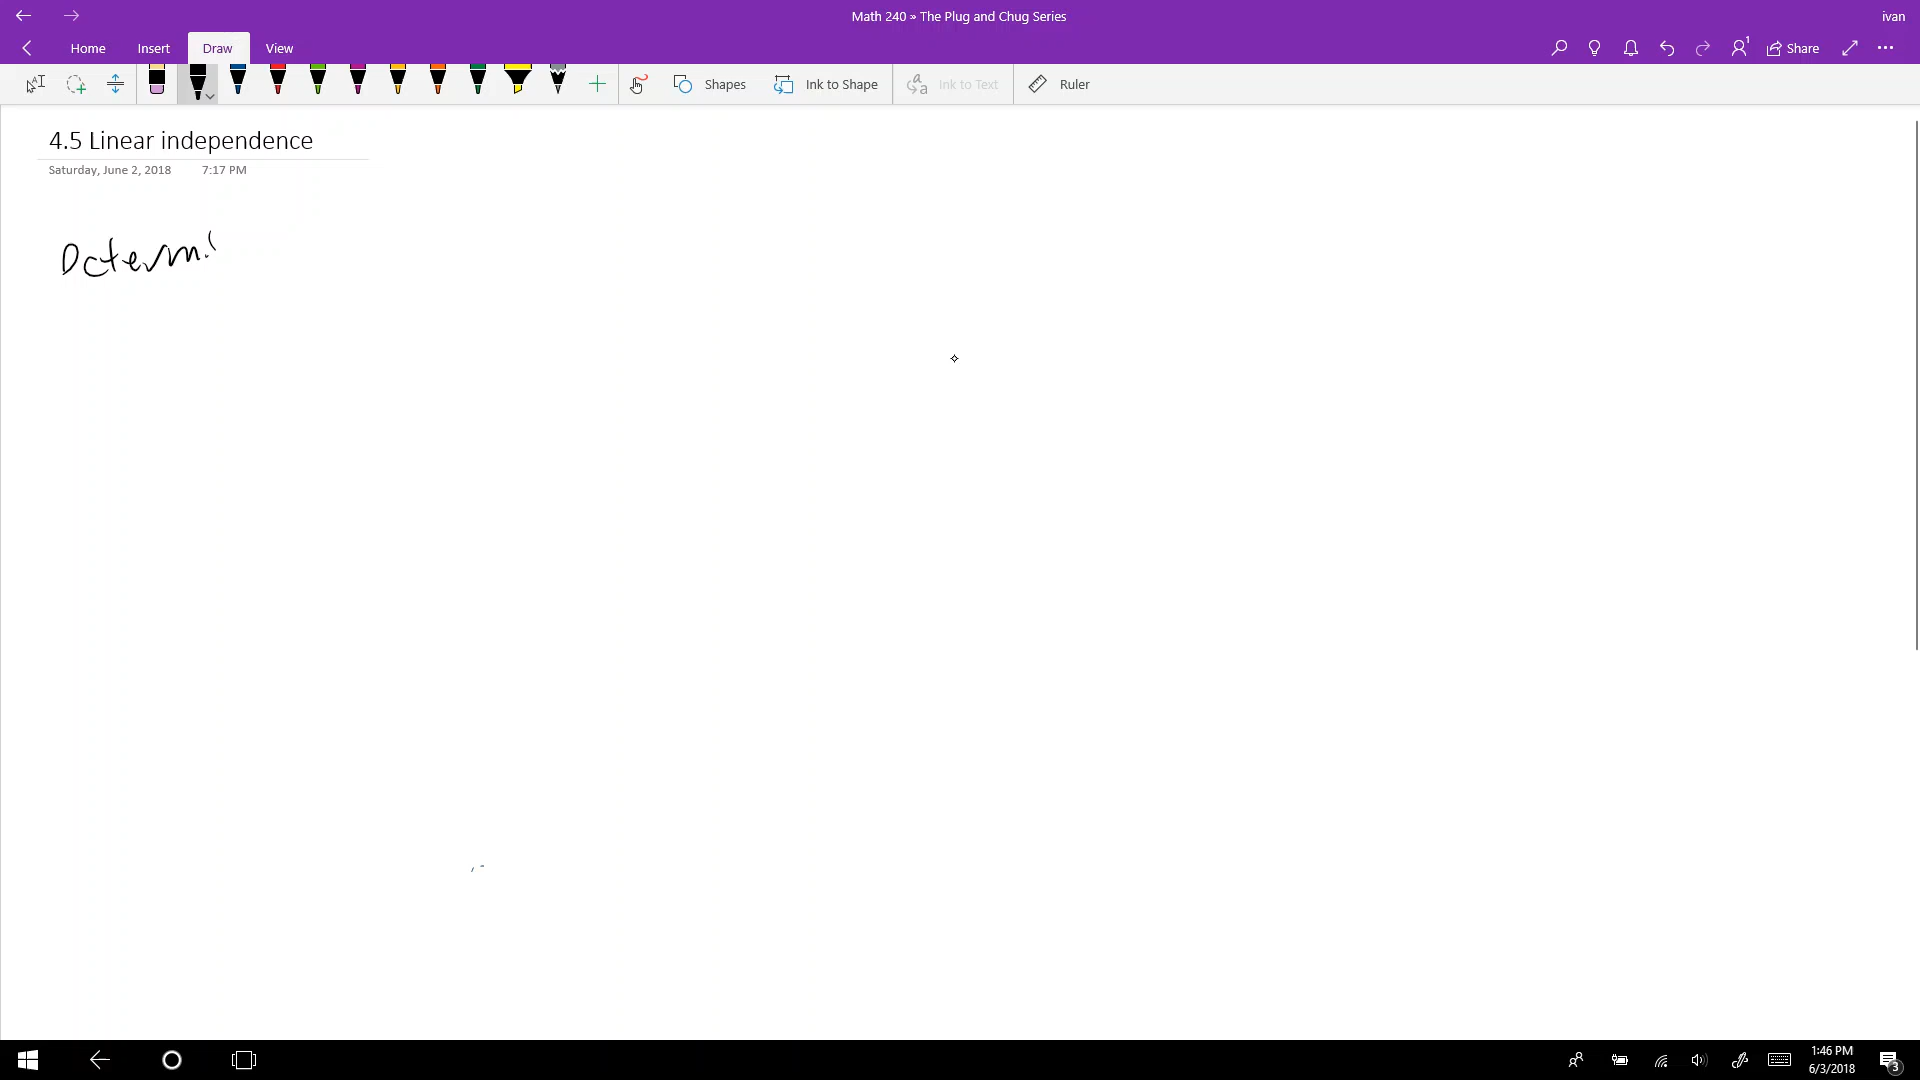 Math 240 » The Plug and Chug Series
ivan
Home Insert Draw View
1
Share
Shapes
Ink to Shape
Ink to Text
Ruler
4.5 Linear independence
Saturday, June 2, 2018 7:17 PM
Determi
1:46 PM
6/3/2018
3